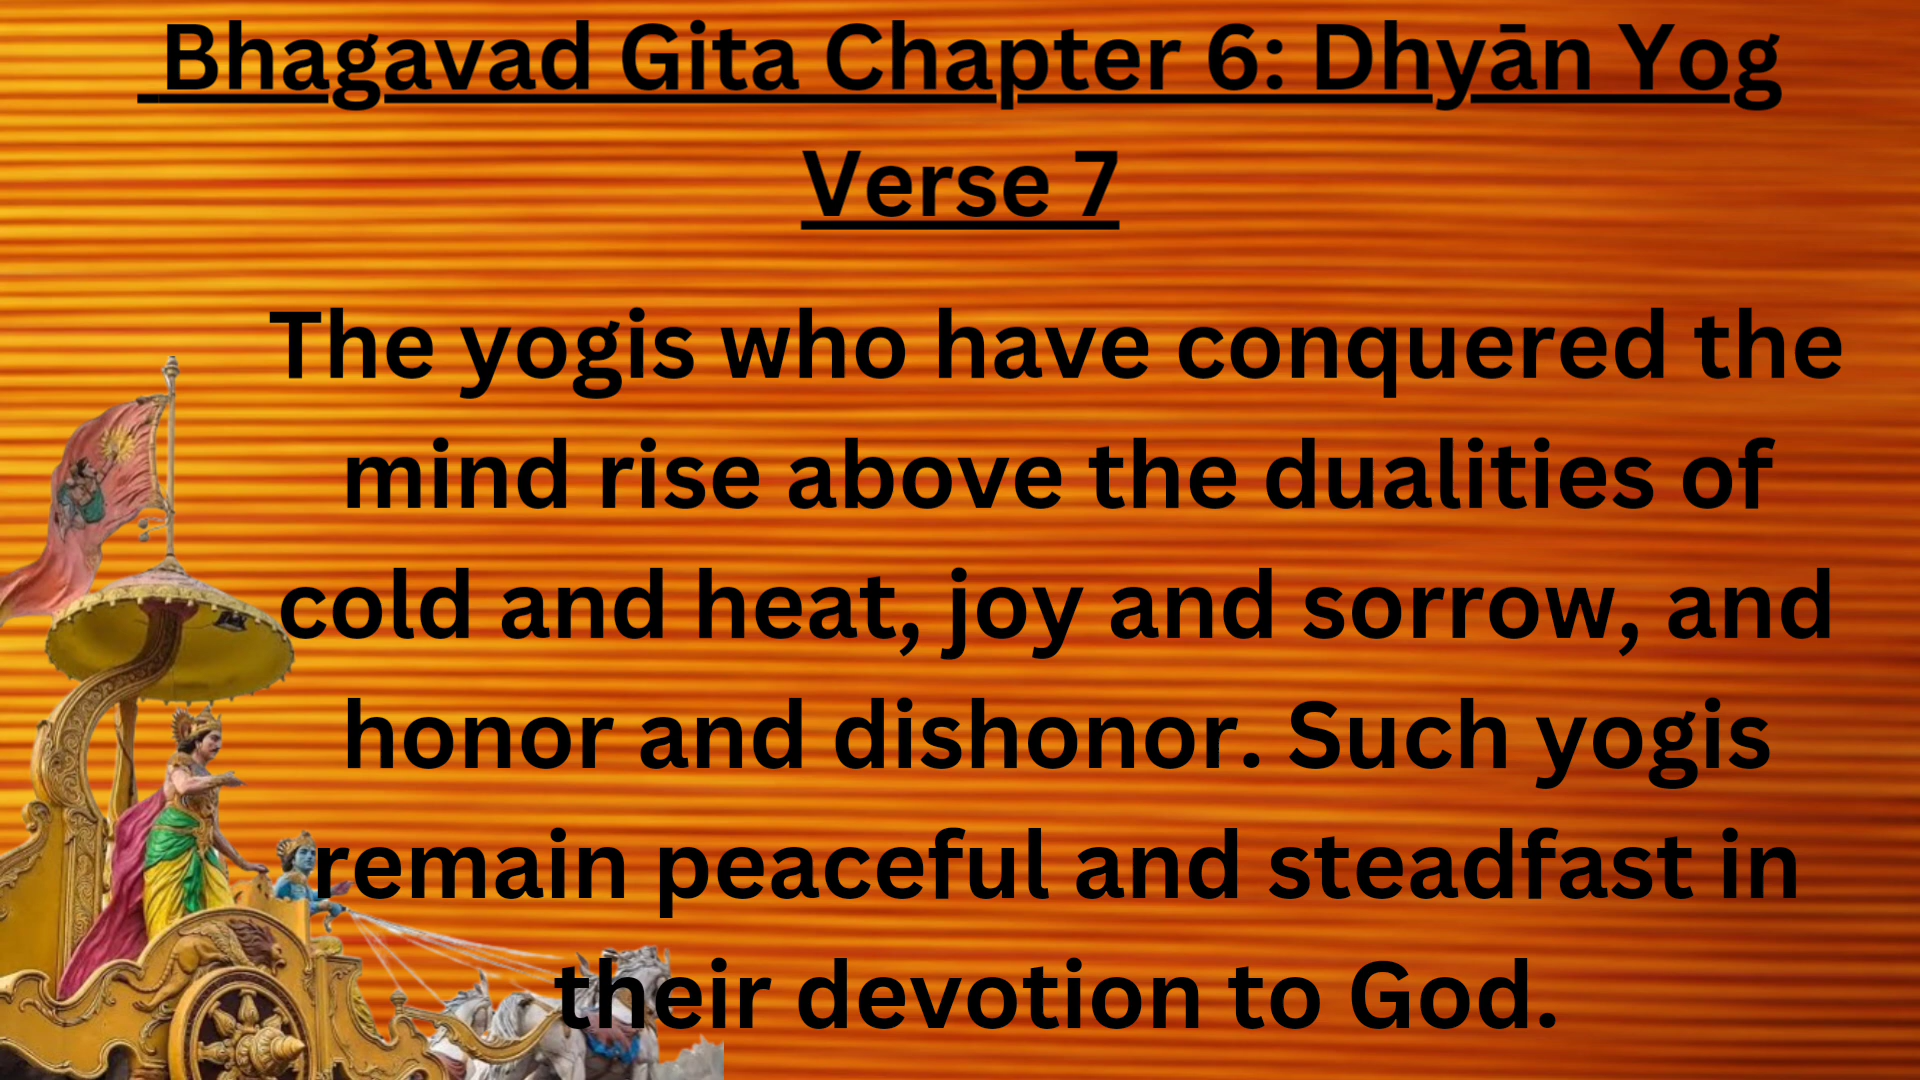 Bhagavad Gita Chapter 6: Dhyān Yog
Verse 7
The yogis who have conquered the
mind rise above the dualities of
cold and heat, joy and sorrow, and
honor and dishonor. Such yogis
remain peaceful and steadfast in
their devotion to God.